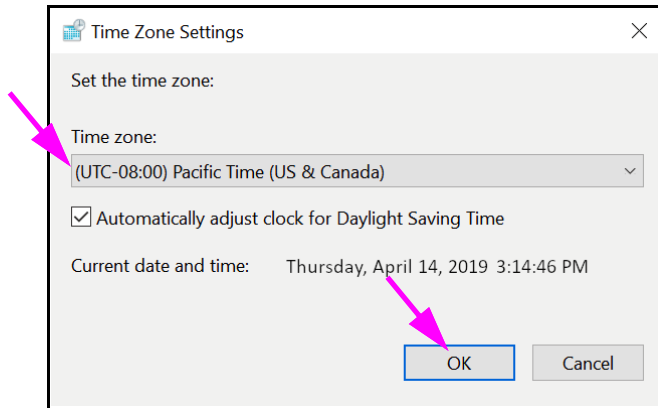 Time Zone Settings
Set the time zone:
Time zone:
(UTC-08:00) Pacific Time (US & Canada)
Automatically adjust clock for Daylight Saving Time
Current date and time: Thursday, April 14, 2019 3:14:46 PM
OK Cancel